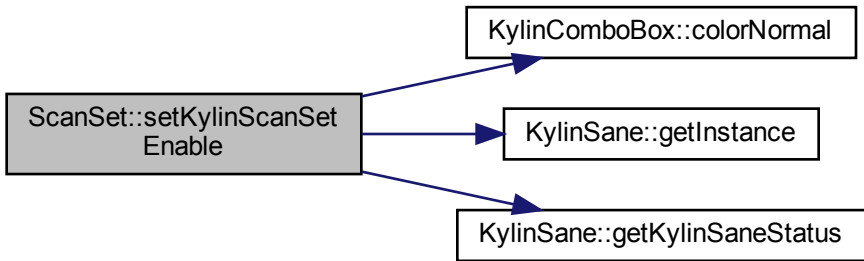 KylinComboBox::colorNormal
ScanSet::setKylinScanSet
Enable
KylinSane::getInstance
KylinSane::getKylinSaneStatus